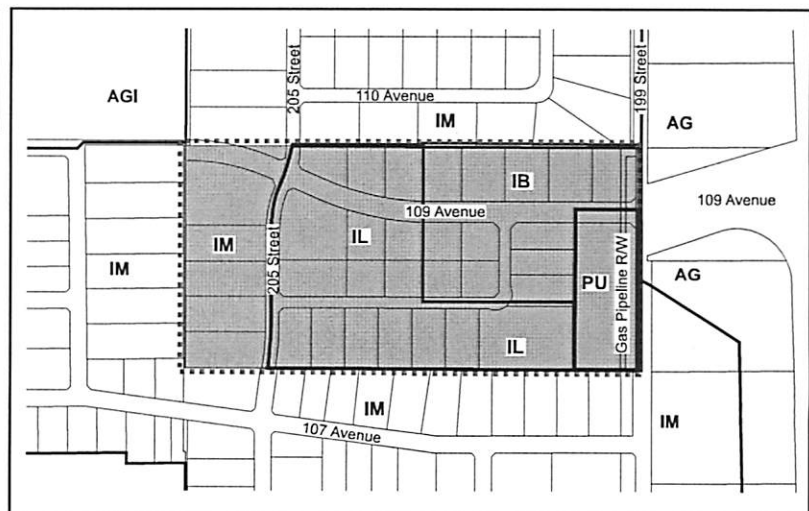 205 Street
199 Street
AGI
110 Avenue
IM
AG
IB
109 Avenue
109 Avenue
IL
IM
205 Street
IM
PU
Gas Pipeline R/W
AG
IL
IM
107 Avenue
IM